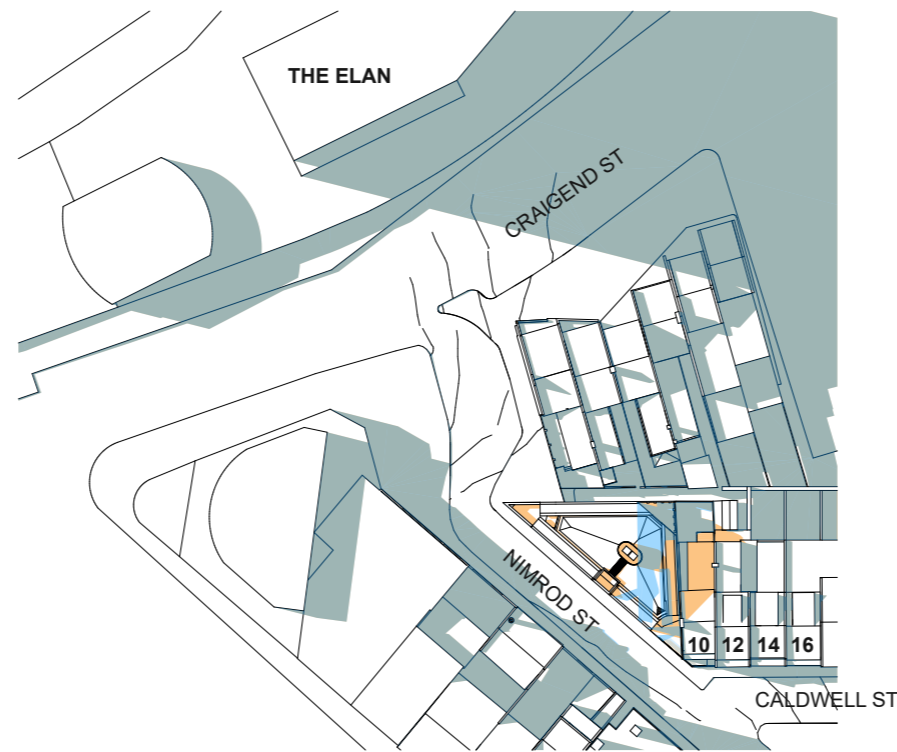 THE ELAN
CRAIGEND ST
NIMROD ST
10 12 14 16
CALDWELL ST